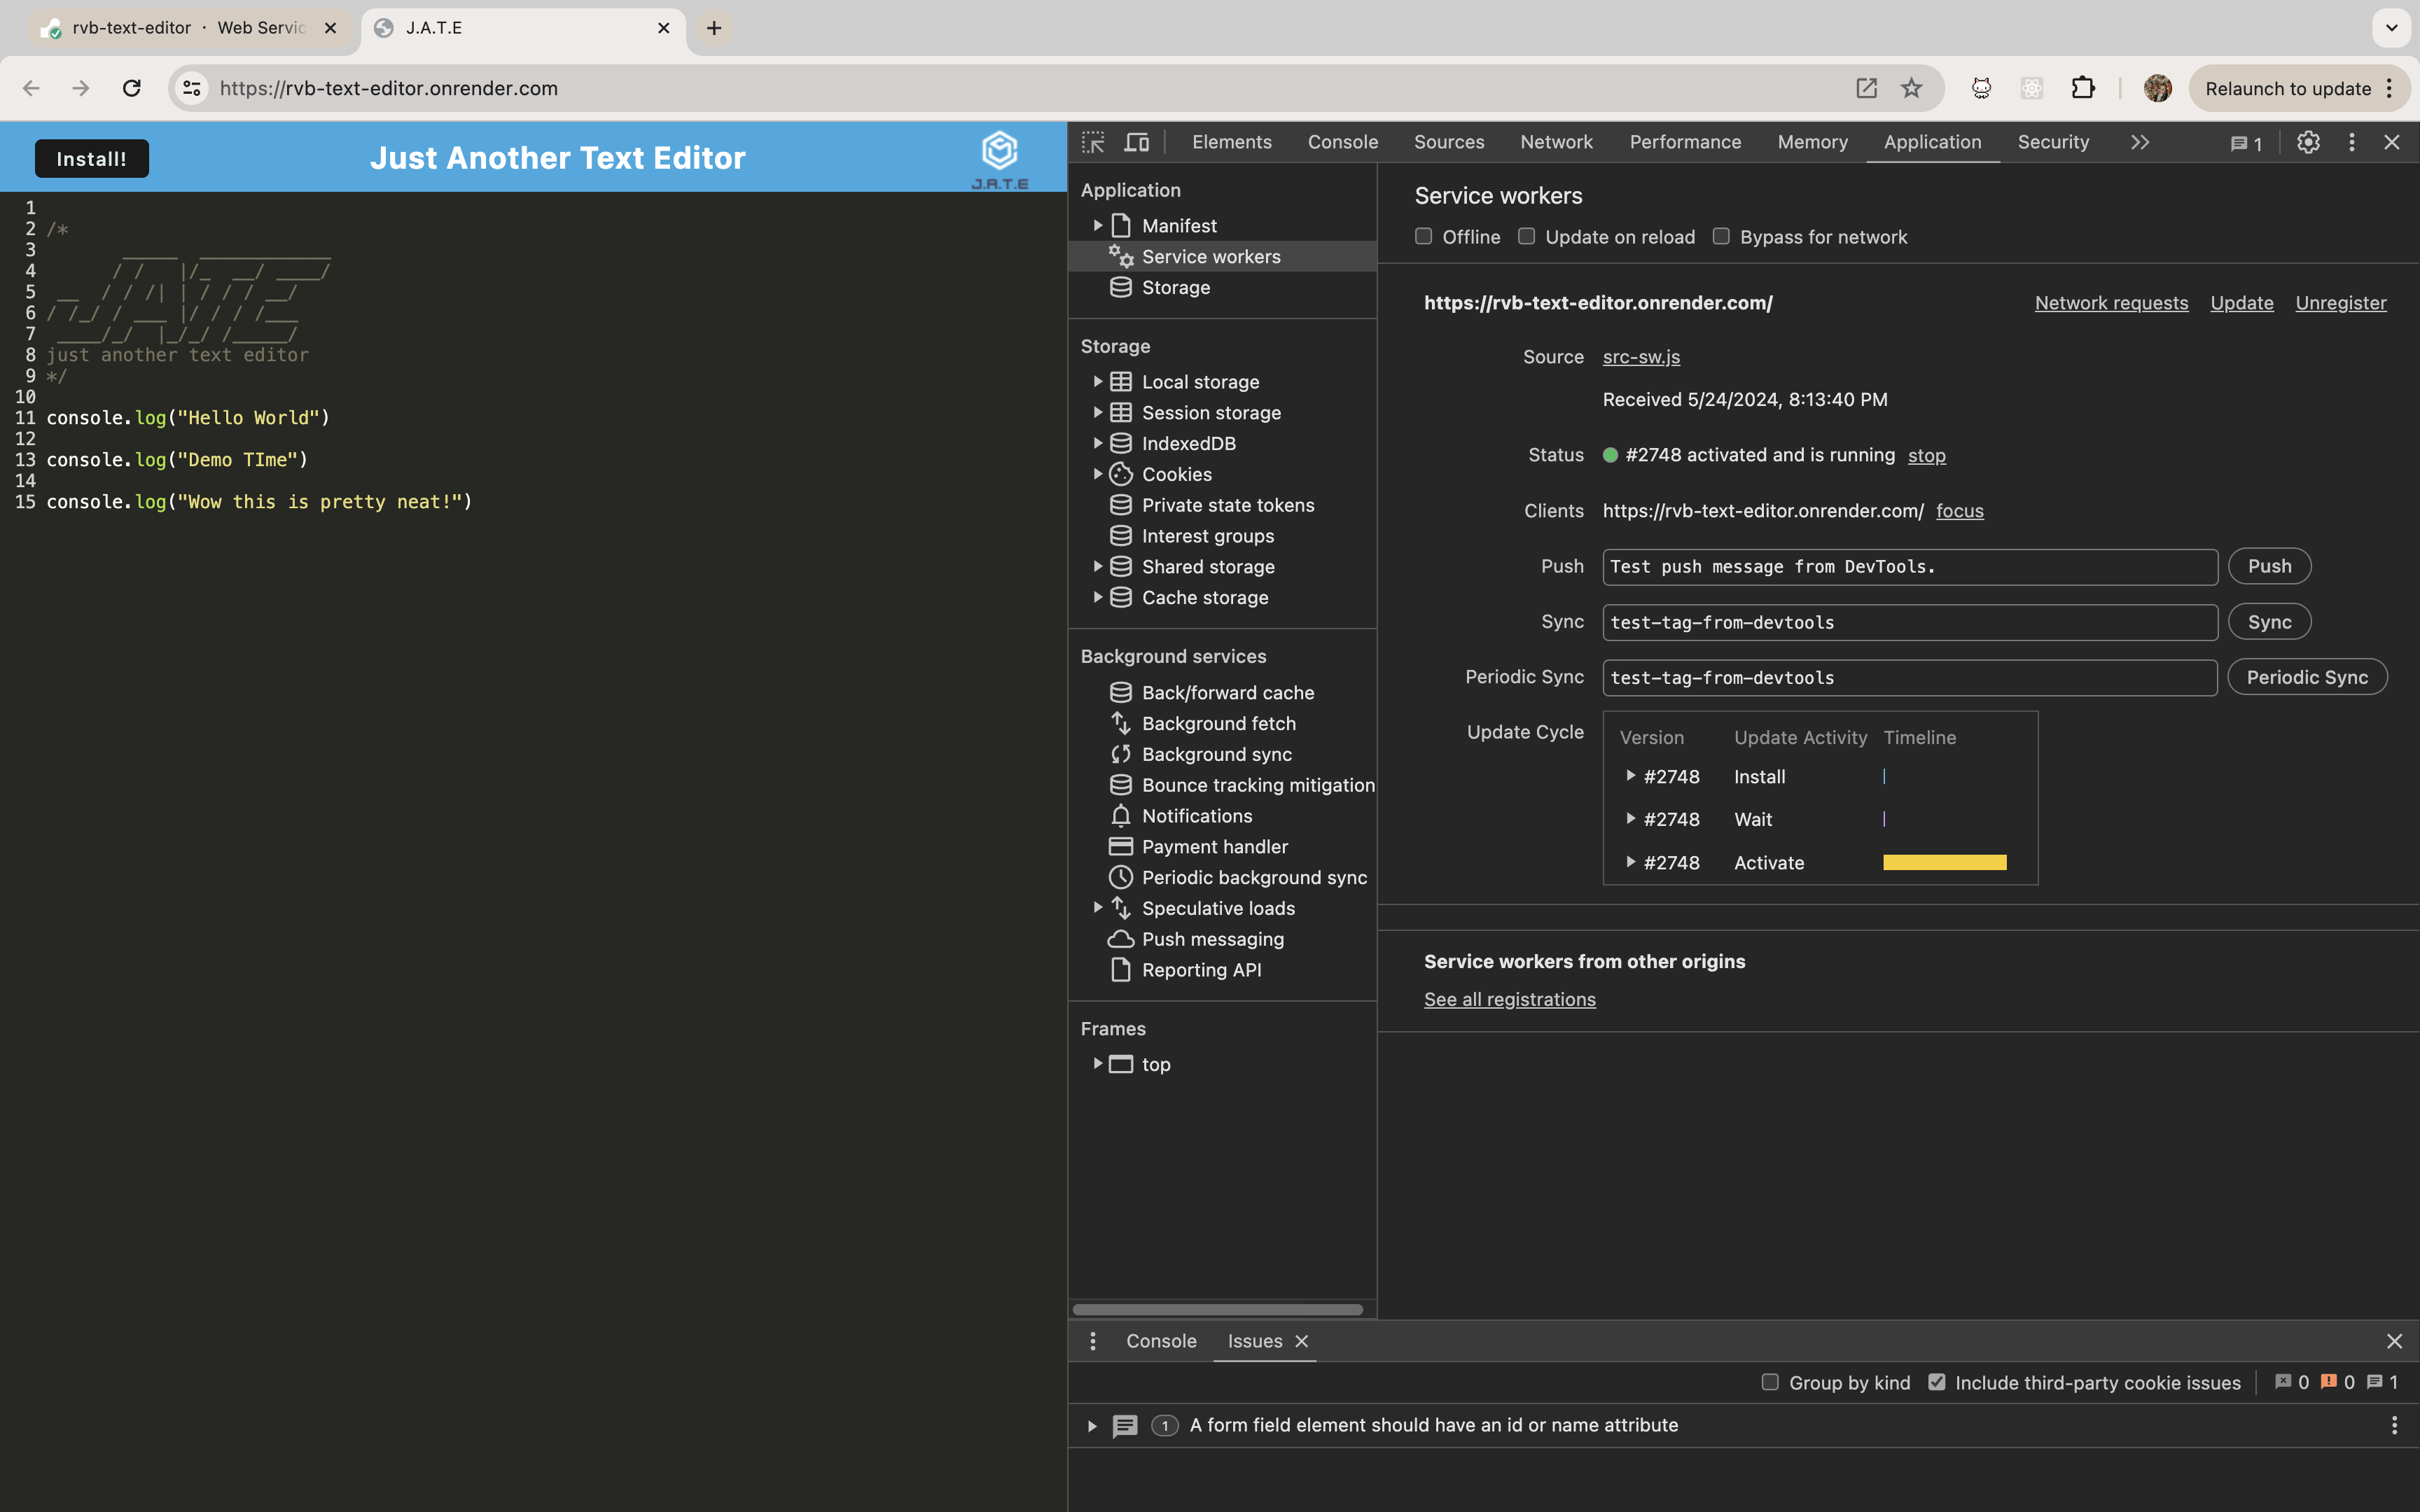 rvb-text-editor · Web Servic
J.A.T.E
https://rvb-text-editor.onrender.com
Relaunch to update
Install!
Just Another Text Editor
J.A.T.E
1
2 /*
3
4
5
6
7
8 just another text editor
9 */
10
11 console.log("Hello World")
12
13 console.log("Demo TIme")
14
15 console.log("Wow this is pretty neat!")
Elements Console Sources Network Performance Memory Application Security 1
Application
Manifest
Service workers
Storage
Storage
Local storage
Session storage
IndexedDB
Cookies
Private state tokens
Interest groups
Shared storage
Cache storage
Background services
Back/forward cache
Background fetch
Background sync
Bounce tracking mitigation
Notifications
Payment handler
Periodic background sync
Speculative loads
Push messaging
Reporting API
Frames
top
Service workers
Offline Update on reload Bypass for network
https://rvb-text-editor.onrender.com/ Network requests Update Unregister
Source src-sw.js
Received 5/24/2024, 8:13:40 PM
Status #2748 activated and is running stop
Clients https://rvb-text-editor.onrender.com/ focus
Push Test push message from DevTools. Push
Sync test-tag-from-devtools Sync
Periodic Sync test-tag-from-devtools Periodic Sync
Update Cycle
Version Update Activity Timeline
#2748 Install
#2748 Wait
#2748 Activate
Service workers from other origins
See all registrations
Console Issues
Group by kind Include third-party cookie issues 0 0 1
1 A form field element should have an id or name attribute